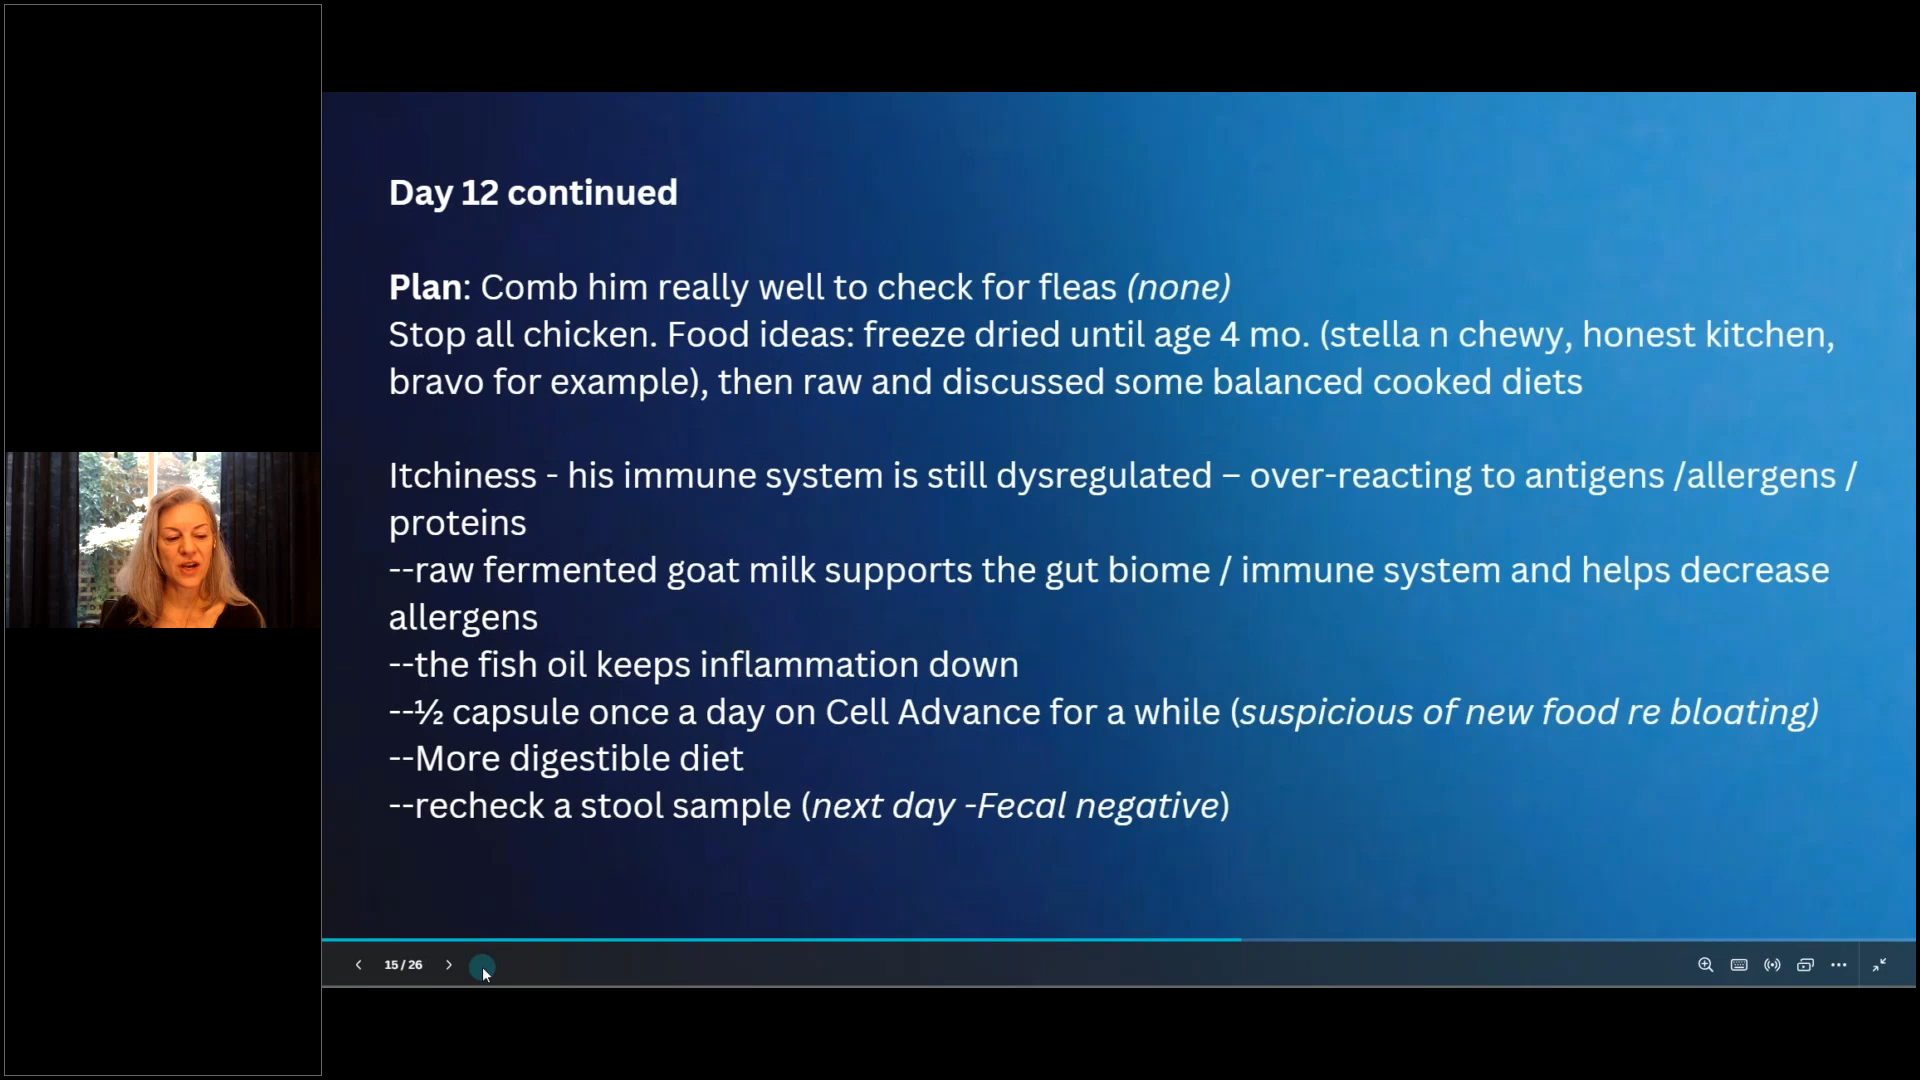 Day 12 continued
Plan: Comb him really well to check for fleas (none)
Stop all chicken. Food ideas: freeze dried until age 4 mo. (stella n chewy, honest kitchen,
bravo for example), then raw and discussed some balanced cooked diets
Itchiness - his immune system is still dysregulated – over-reacting to antigens /allergens /
proteins
--raw fermented goat milk supports the gut biome / immune system and helps decrease
allergens
--the fish oil keeps inflammation down
--½ capsule once a day on Cell Advance for a while (suspicious of new food re bloating)
--More digestible diet
--recheck a stool sample (next day -Fecal negative)
15 / 26